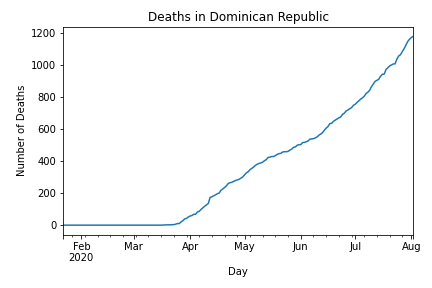 Deaths in Dominican Republic
1200
1000
800
600
400
200
0
Number of Deaths
Feb Mar Apr May Jun Jul Aug
2020
Day